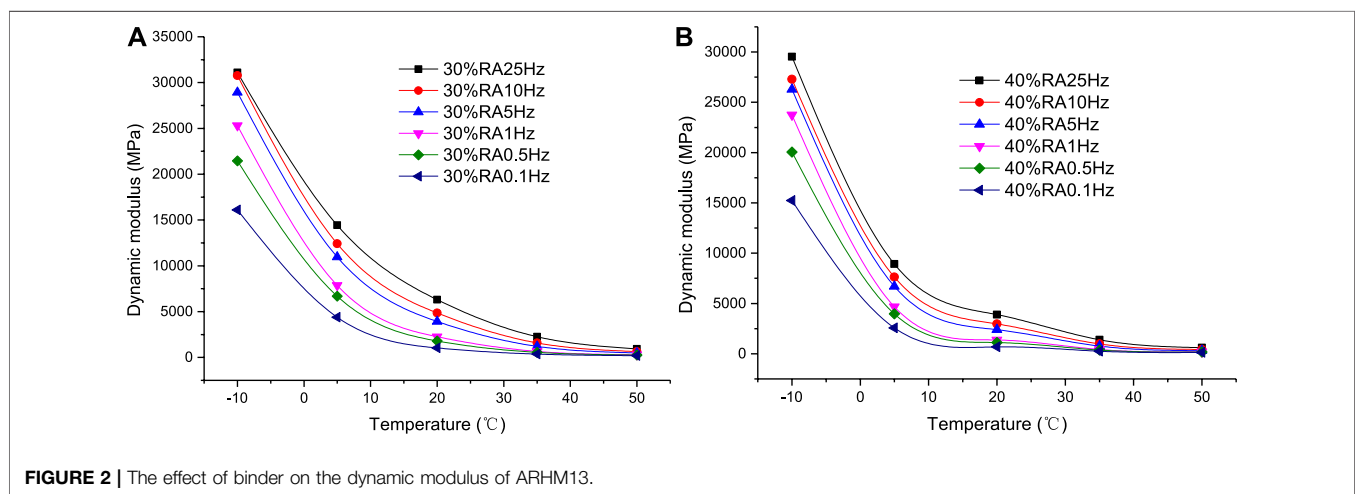 A
35000
30000
25000
20000
15000
10000
5000
0
Dynamic modulus (MPa)
30%RA25Hz
30%RA10Hz
30%RA5Hz
30%RA1Hz
30%RA0.5Hz
30%RA0.1Hz
-10
0
10
20
30
40
50
Temperature (℃)
B
30000
25000
20000
15000
10000
5000
0
Dynamic modulus (MPa)
40%RA25Hz
40%RA10Hz
40%RA5Hz
40%RA1Hz
40%RA0.5Hz
40%RA0.1Hz
-10
0
10
20
30
40
50
Temperature (℃)
FIGURE 2 | The effect of binder on the dynamic modulus of ARHM13.